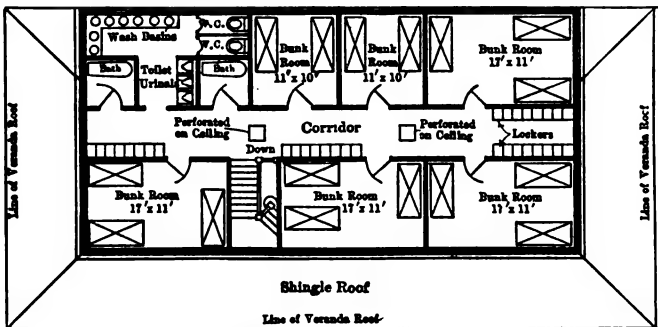 Wash Basins
W.C.
W.C.
Bath
Toilet
Urinals
Bath
Bunk
Room
11' x 10'
Bunk
Room
11' x 10'
Bunk Room
17' x 11'
Perforated
on Ceiling
Corridor
Perforated
on Ceiling
Lockers
Down
Bunk Room
17' x 11'
Bunk Room
17' x 11'
Bunk Room
17' x 11'
Line of Veranda Roof
Line of Veranda Roof
Shingle Roof
Line of Veranda Roof